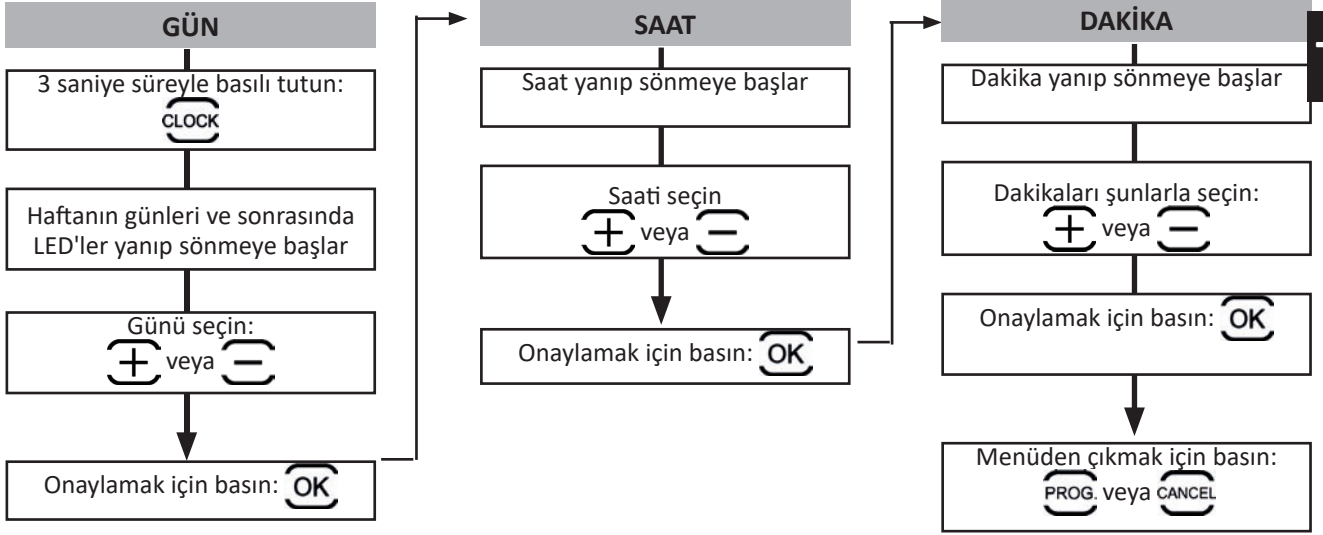 GÜN
3 saniye süreyle basılı tutun:
CLOCK
Haftanın günleri ve sonrasında
LED'ler yanıp sönmeye başlar
Günü seçin:
+ veya −
Onaylamak için basın: OK
SAAT
Saat yanıp sönmeye başlar
Saati seçin
+ veya −
Onaylamak için basın: OK
DAKİKA
Dakika yanıp sönmeye başlar
Dakikaları şunlarla seçin:
+ veya −
Onaylamak için basın: OK
Menüden çıkmak için basın:
PROG. veya CANCEL